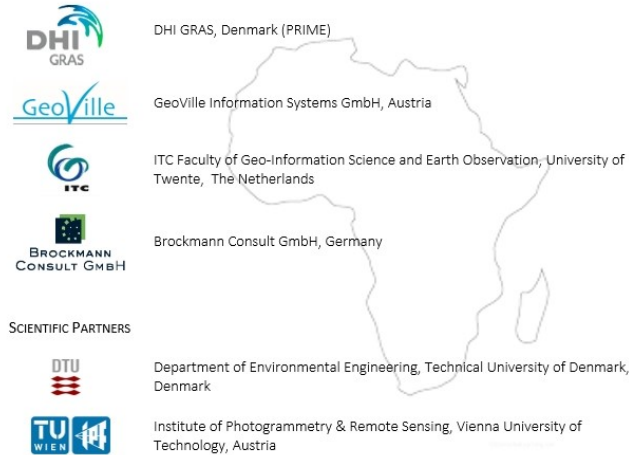 DHI
GRAS
DHI GRAS, Denmark (PRIME)
GeoVille
GeoVille Information Systems GmbH, Austria
ITC
ITC Faculty of Geo-Information Science and Earth Observation, University of
Twente, The Netherlands
BROCKMANN
CONSULT GMBH
Brockmann Consult GmbH, Germany
SCIENTIFIC PARTNERS
DTU
Department of Environmental Engineering, Technical University of Denmark,
Denmark
TU
WIEN
ipf
Institute of Photogrammetry & Remote Sensing, Vienna University of
Technology, Austria